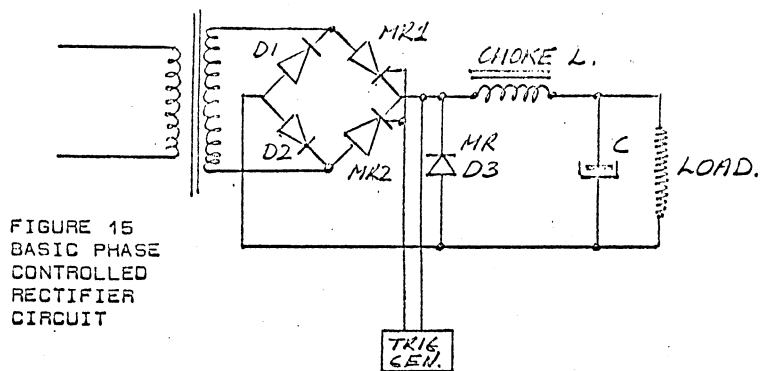 D1
MR1
CHOKE L.
D2
MR2
MR
D3
C
LOAD.
FIGURE 15
BASIC PHASE
CONTROLLED
RECTIFIER
CIRCUIT
TRIG
GEN.